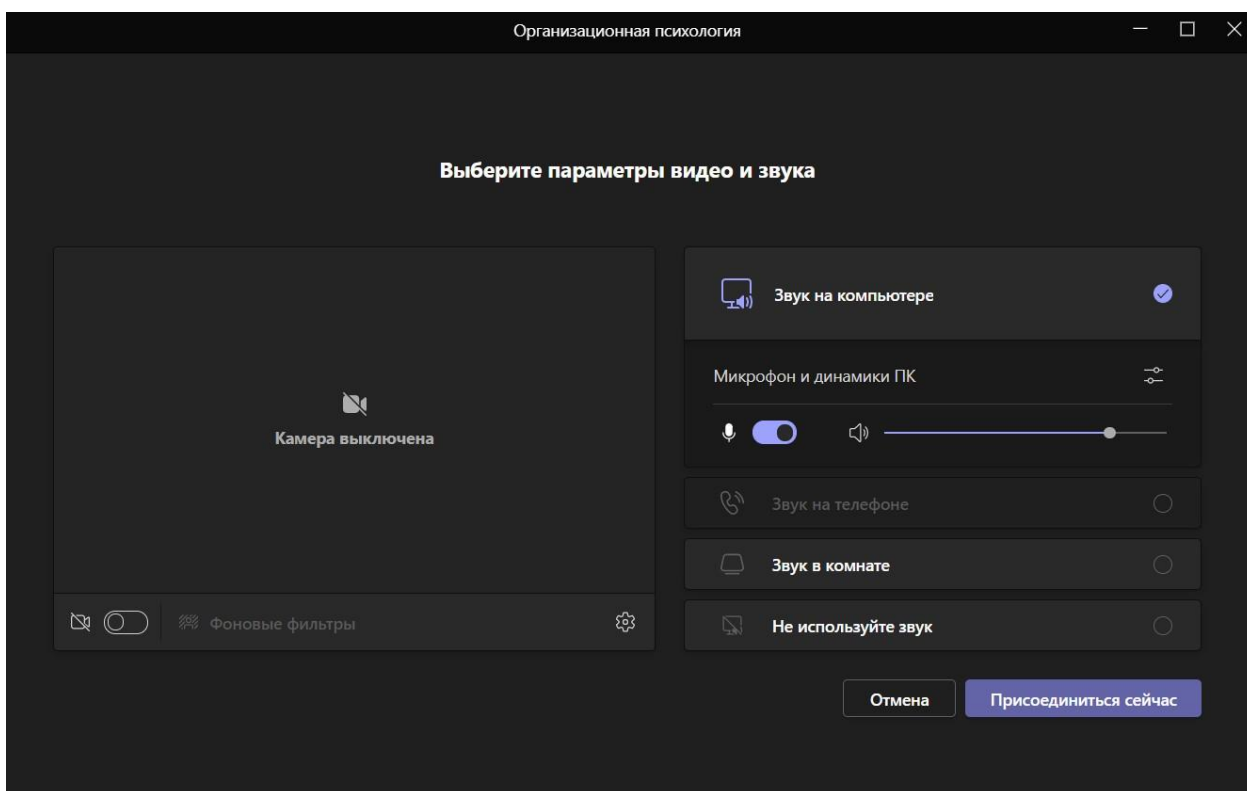 Организационная психология
Выберите параметры видео и звука
Камера выключена
Фоновые фильтры
Звук на компьютере
Микрофон и динамики ПК
Звук на телефоне
Звук в комнате
Не используйте звук
Отмена
Присоединиться сейчас